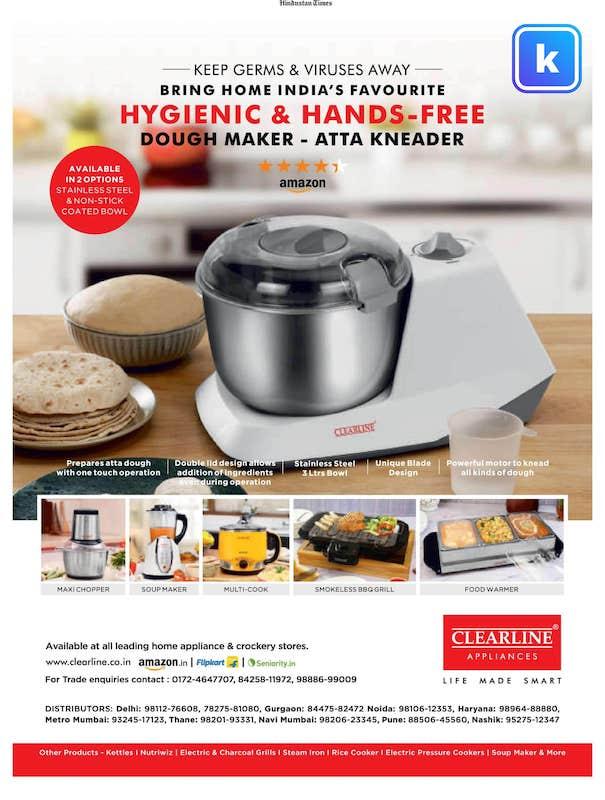 Hindustan Times
k
KEEP GERMS & VIRUSES AWAY
BRING HOME INDIA'S FAVOURITE
HYGIENIC & HANDS-FREE
DOUGH MAKER - ATTA KNEADER
amazon
AVAILABLE
IN 2 OPTIONS
STAINLESS STEEL
& NON-STICK
COATED BOWL
CLEARLINE
Prepares atta dough
with one touch operation
Double lid design allows
addition of ingredients
even during operation
Stainless Steel
3 Ltrs Bowl
Unique Blade
Design
Powerful motor to knead
all kinds of dough
MAXI CHOPPER
SOUP MAKER
MULTI-COOK
SMOKELESS BBQ GRILL
FOOD WARMER
Available at all leading home appliance & crockery stores.
www.clearline.co.in amazon.in | Flipkart | Seniority.in
For Trade enquiries contact : 0172-4647707, 84258-11972, 98886-99009
CLEARLINE®
APPLIANCES
LIFE MADE SMART
DISTRIBUTORS: Delhi: 98112-76608, 78275-81080, Gurgaon: 84475-82472 Noida: 98106-12353, Haryana: 98964-88880,
Metro Mumbai: 93245-17123, Thane: 98201-93331, Navi Mumbai: 98206-23345, Pune: 88506-45560, Nashik: 95275-12347
Other Products - Kettles I Nutriwiz | Electric & Charcoal Grills I Steam Iron I Rice Cooker I Electric Pressure Cookers | Soup Maker & More